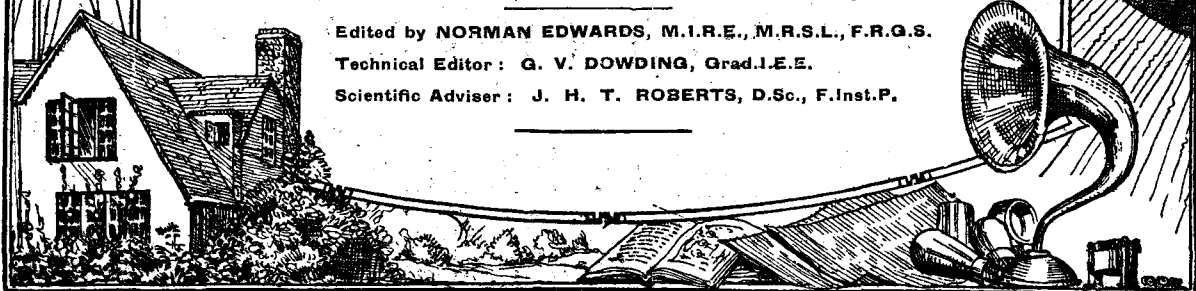 Edited by NORMAN EDWARDS, M.I.R.E., M.R.S.L., F.R.G.S.
Technical Editor: G. V. DOWDING, Grad.I.E.E.
Scientific Adviser: J. H. T. ROBERTS, D.Sc., F.Inst.P.